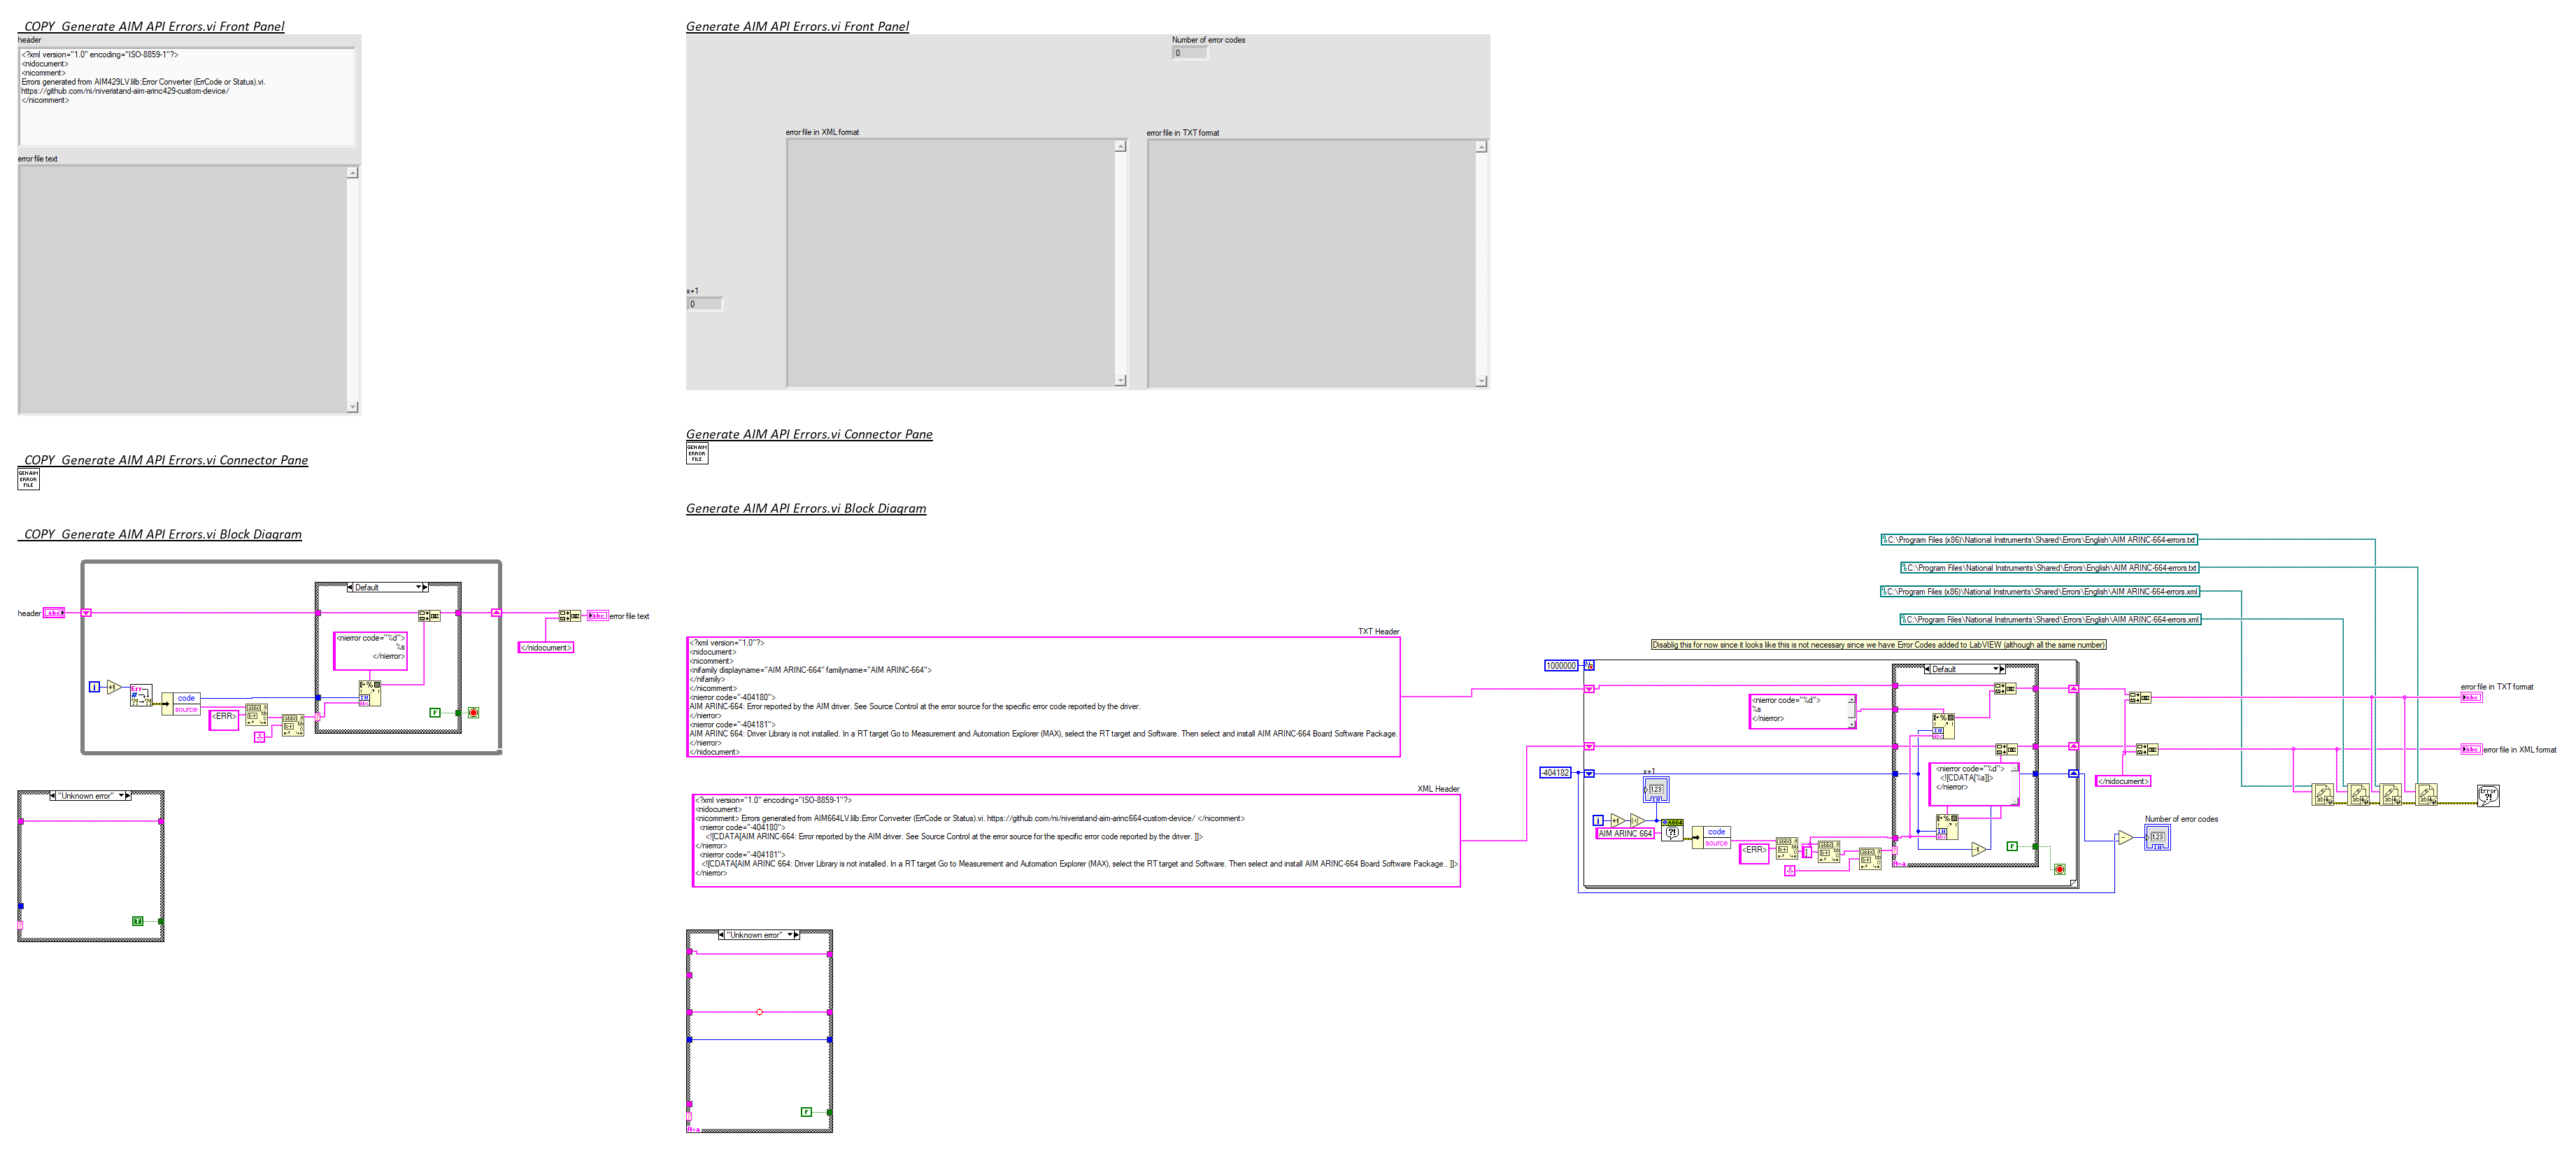 _COPY_Generate AIM API Errors.vi Front Panel
header
<?xml version="1.0" encoding="ISO-8859-1"?>
<nidocument>
<nicomment>
Errors generated from AIM429LV.lvlib:Error Converter (ErrCode or Status).vi.
https://github.com/ni/niveristand-aim-arinc429-custom-device/
</nicomment>
error file text
_COPY_Generate AIM API Errors.vi Connector Pane
GEN AIM
ERROR
FILE
_COPY_Generate AIM API Errors.vi Block Diagram
Default
header
abc
<nierror code="%d">
%s
</nierror>
i
+1
code
source
<ERR>
F
abc
error file text
</nidocument>
"Unknown error"
T
Generate AIM API Errors.vi Front Panel
Number of error codes
0
error file in XML format
error file in TXT format
x+1
0
Generate AIM API Errors.vi Connector Pane
GEN AIM
ERROR
FILE
Generate AIM API Errors.vi Block Diagram
C:\Program Files (x86)\National Instruments\Shared\Errors\English\AIM ARINC-664-errors.txt
C:\Program Files\National Instruments\Shared\Errors\English\AIM ARINC-664-errors.txt
C:\Program Files (x86)\National Instruments\Shared\Errors\English\AIM ARINC-664-errors.xml
C:\Program Files\National Instruments\Shared\Errors\English\AIM ARINC-664-errors.xml
TXT Header
<?xml version="1.0"?>
<nidocument>
<nicomment>
<nifamily displayname="AIM ARINC-664" familyname="AIM ARINC-664">
</nifamily>
</nicomment>
<nierror code="-404180">
AIM ARINC-664: Error reported by the AIM driver. See Source Control at the error source for the specific error code reported by the driver.
</nierror>
<nierror code="-404181">
AIM ARINC 664: Driver Library is not installed. In a RT target Go to Measurement and Automation Explorer (MAX), select the RT target and Software. Then select and install AIM ARINC-664 Board Software Package.
</nierror>
</nidocument>
Disablig this for now since it looks like this is not necessary since we have Error Codes added to LabVIEW (although all the same number)
1000000
Default
<nierror code="%d">
%s
</nierror>
error file in TXT format
abc
error file in XML format
abc
-404182
x+1
1.23
<nierror code="%d">
<![CDATA[%s]]>
</nierror>
</nidocument>
XML Header
<?xml version="1.0" encoding="ISO-8859-1"?>
<nidocument>
<nicomment> Errors generated from AIM664LV.lib:Error Converter (ErrCode or Status).vi. https://github.com/ni/niveristand-aim-arinc664-custom-device/ </nicomment>
<nierror code="-404180">
<![CDATA[AIM ARINC-664: Error reported by the AIM driver. See Source Control at the error source for the specific error code reported by the driver. ]]>
</nierror>
<nierror code="-404181">
<![CDATA[AIM ARINC 664: Driver Library is not installed. In a RT target Go to Measurement and Automation Explorer (MAX), select the RT target and Software. Then select and install AIM ARINC-664 Board Software Package.. ]]>
</nierror>
i
+1
A664
AIM ARINC 664
code
source
<ERR>
]
F
Error
?!
Number of error codes
1.23
"Unknown error"
F